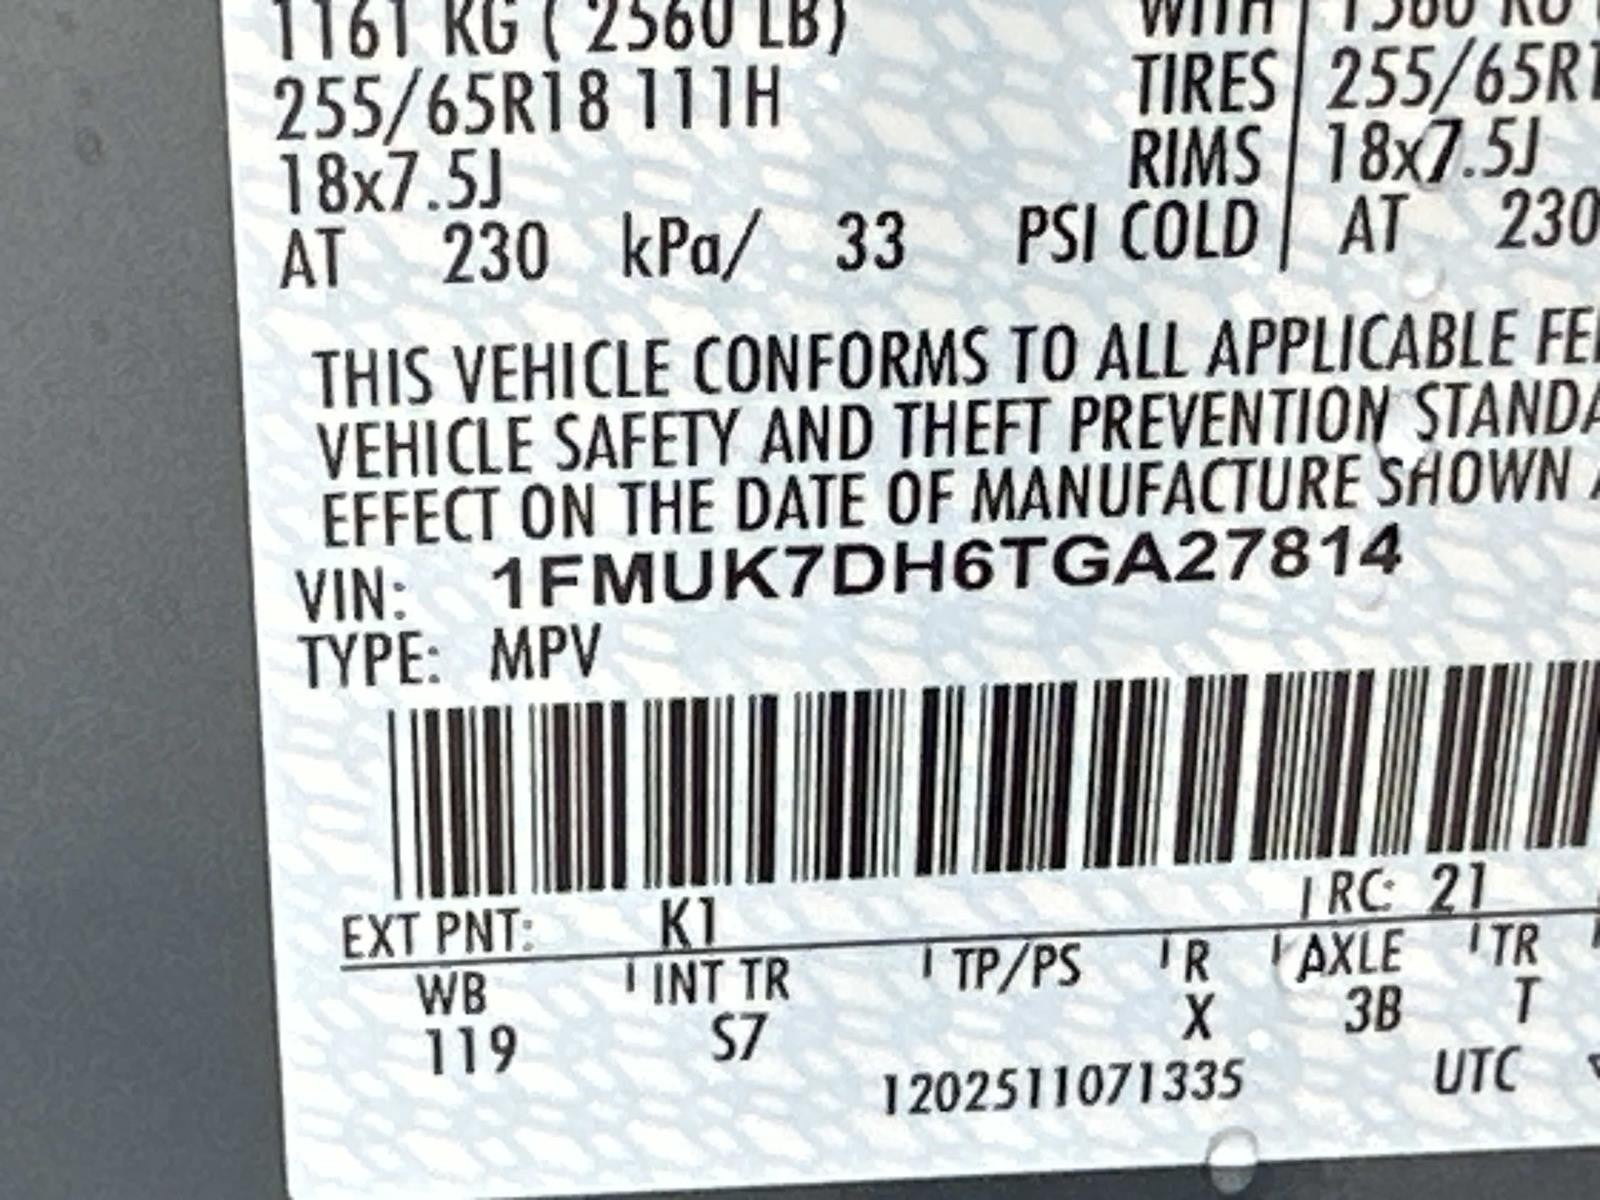 1161 KG ( 2560 LB) WITH
255/65R18 111H TIRES 255/65R1
18x7.5J RIMS 18x7.5J
AT 230 kPa/ 33 PSI COLD AT 230
THIS VEHICLE CONFORMS TO ALL APPLICABLE
VEHICLE SAFETY AND THEFT PREVENTION STANDA
EFFECT ON THE DATE OF MANUFACTURE SHOWN
VIN: 1FMUK7DH6TGA27814
TYPE: MPV
EXT PNT: K1 RC: 21
WB INT TR TP/PS R AXLE TR
119 S7 X 3B T
1202511071335 UTC